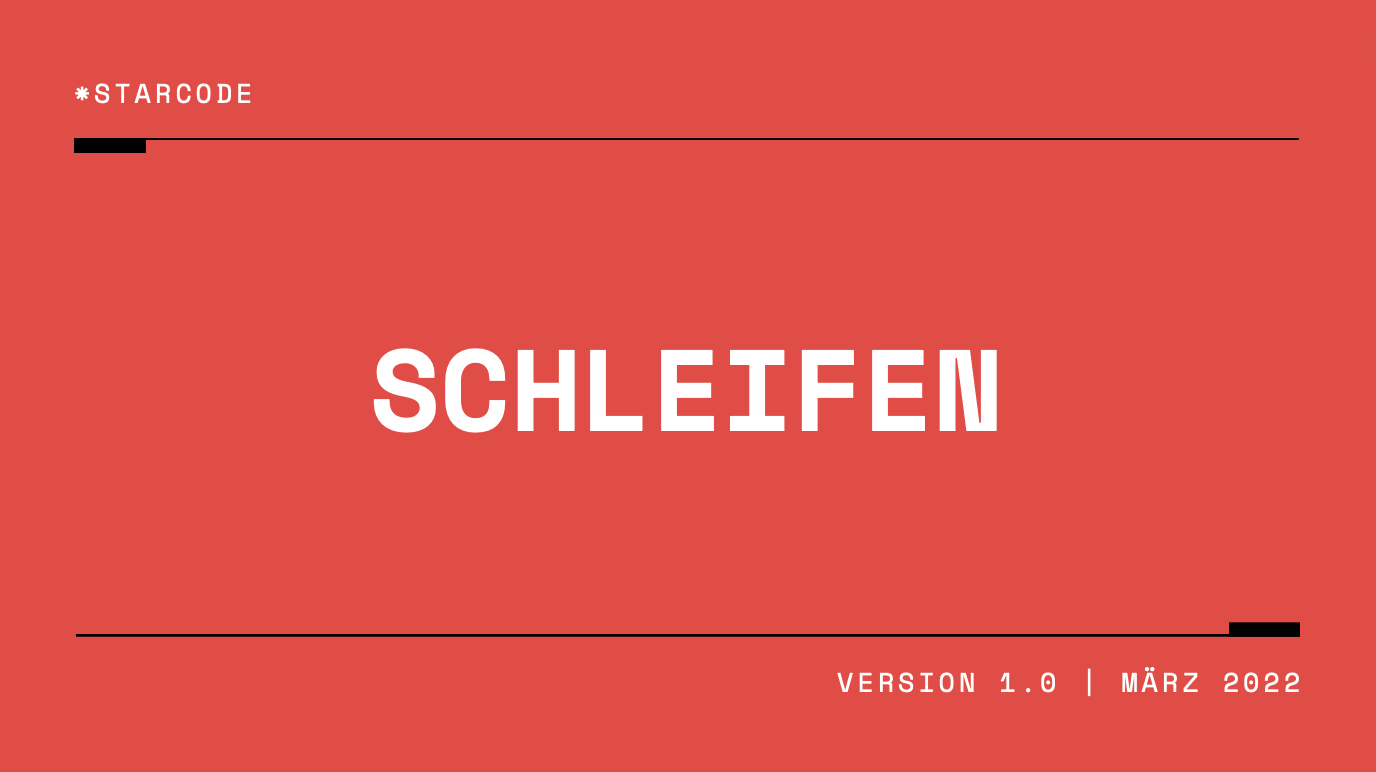 *STARCODE
SCHLEIFEN
VERSION 1.0 | MÄRZ 2022